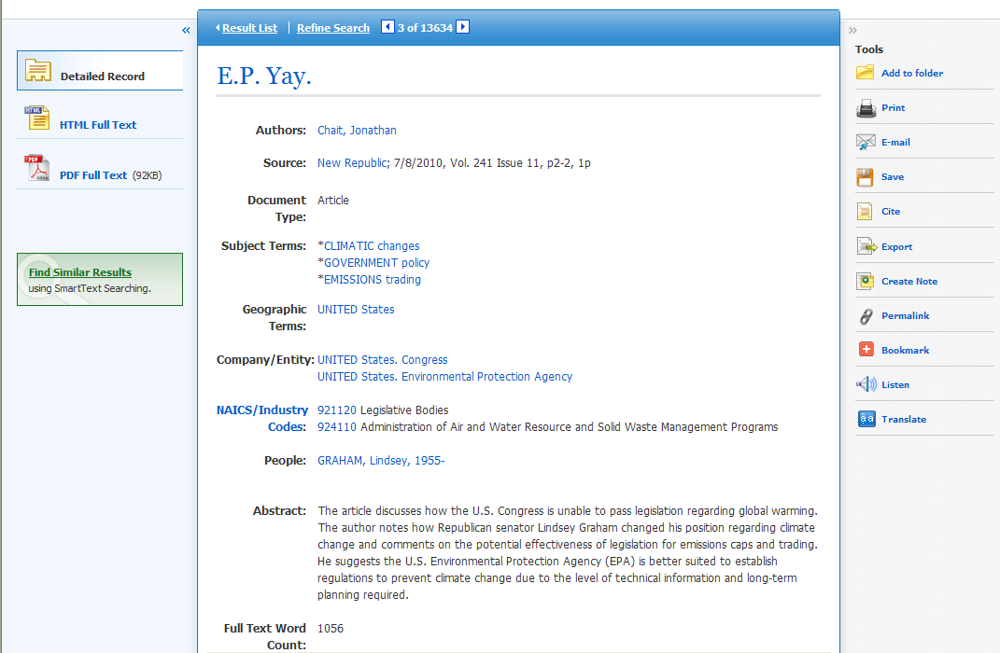 «
Detailed Record
HTML
HTML Full Text
PDF
PDF Full Text (92KB)
Find Similar Results
using SmartText Searching.
Result List | Refine Search 3 of 13634
E.P. Yay.
Authors: Chait, Jonathan
Source: New Republic; 7/8/2010, Vol. 241 Issue 11, p2-2, 1p
Document Article
Type:
Subject Terms: *CLIMATIC changes
*GOVERNMENT policy
*EMISSIONS trading
Geographic UNITED States
Terms:
Company/Entity: UNITED States. Congress
UNITED States. Environmental Protection Agency
NAICS/Industry 921120 Legislative Bodies
Codes: 924110 Administration of Air and Water Resource and Solid Waste Management Programs
People: GRAHAM, Lindsey, 1955-
Abstract: The article discusses how the U.S. Congress is unable to pass legislation regarding global warming.
The author notes how Republican senator Lindsey Graham changed his position regarding climate
change and comments on the potential effectiveness of legislation for emissions caps and trading.
He suggests the U.S. Environmental Protection Agency (EPA) is better suited to establish
regulations to prevent climate change due to the level of technical information and long-term
planning required.
Full Text Word 1056
Count:
»
Tools
Add to folder
Print
E-mail
Save
Cite
Export
Create Note
Permalink
Bookmark
Listen
âa Translate